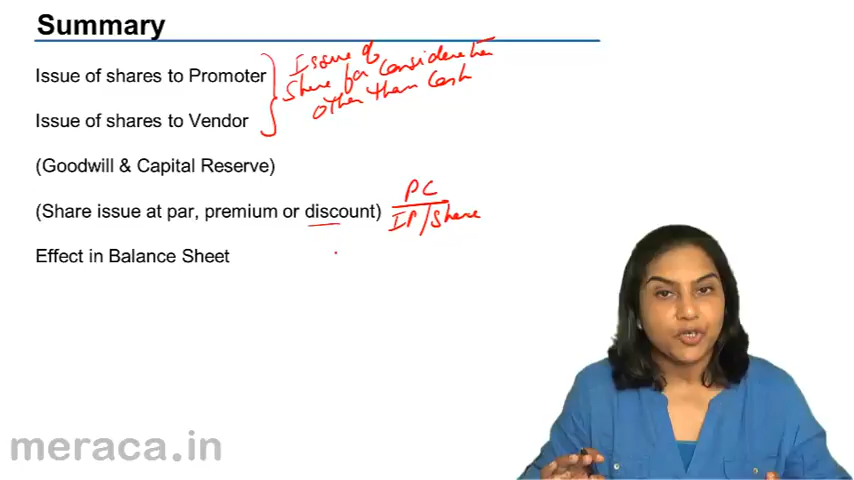 Summary
Issue of shares to Promoter
Issue of shares to Vendor
Issue of
Share for consideration
other than cash
(Goodwill & Capital Reserve)
(Share issue at par, premium or discount)
PC
IP/Share
Effect in Balance Sheet
meraca.in